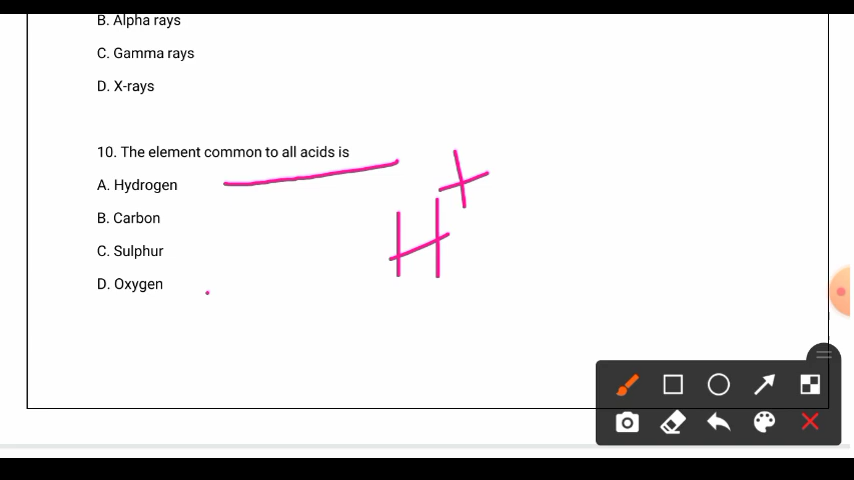 B. Alpha rays
C. Gamma rays
D. X-rays
10. The element common to all acids is
A. Hydrogen
H+
B. Carbon
C. Sulphur
D. Oxygen